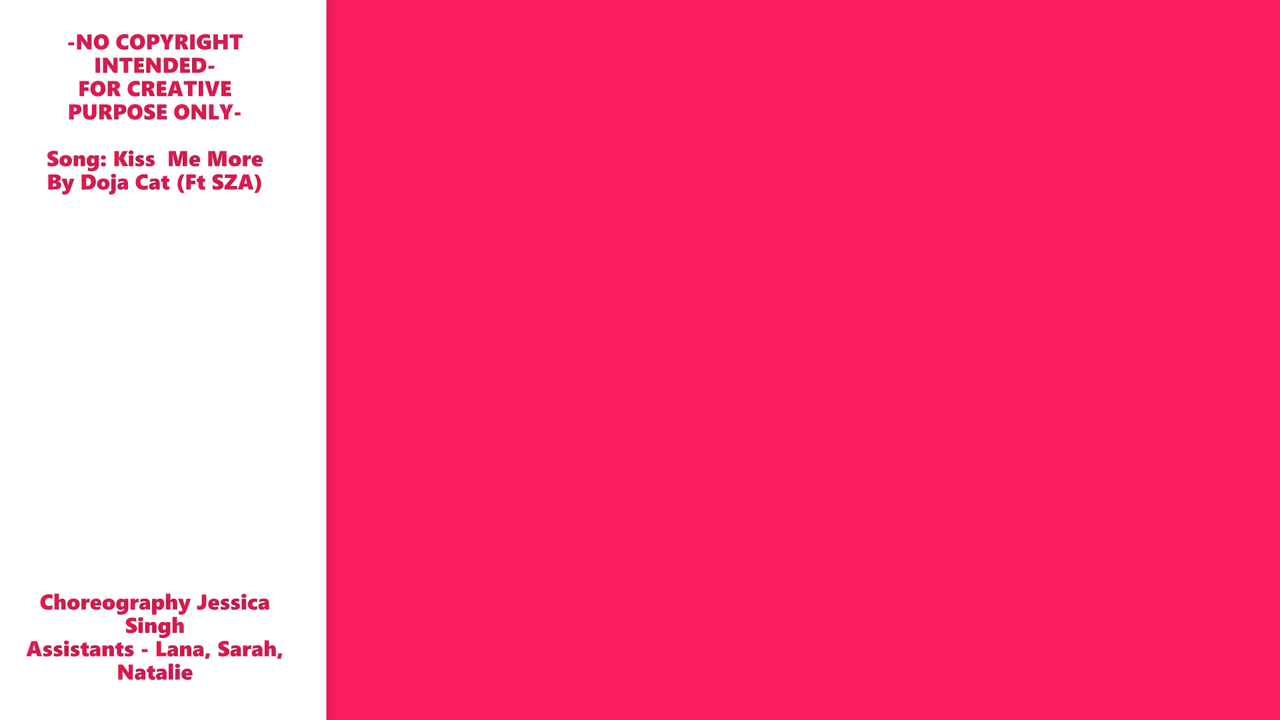 -NO COPYRIGHT
INTENDED-
FOR CREATIVE
PURPOSE ONLY-
Song: Kiss  Me More
By Doja Cat (Ft SZA)
Choreography Jessica
Singh
Assistants - Lana, Sarah,
Natalie